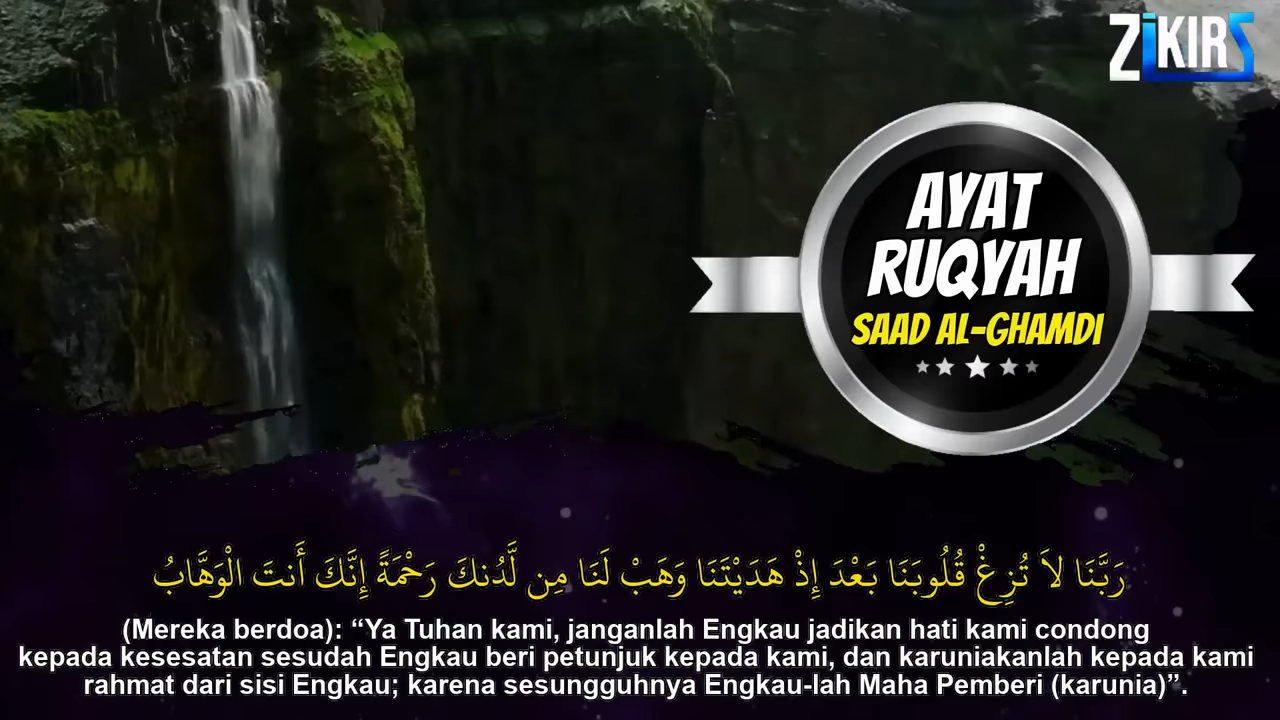 ZiKIRS
AYAT
RUQYAH
SAAD AL-GHAMDI
رَبَّنَا لاَ تُزِغْ قُلُوبَنَا بَعْدَ إِذْ هَدَيْتَنَا وَهَبْ لَنَا مِن لَّدُنكَ رَحْمَةً إِنَّكَ أَنتَ الْوَهَّابُ
(Mereka berdoa): “Ya Tuhan kami, janganlah Engkau jadikan hati kami condong
kepada kesesatan sesudah Engkau beri petunjuk kepada kami, dan karuniakanlah kepada kami
rahmat dari sisi Engkau; karena sesungguhnya Engkau-lah Maha Pemberi (karunia)”.